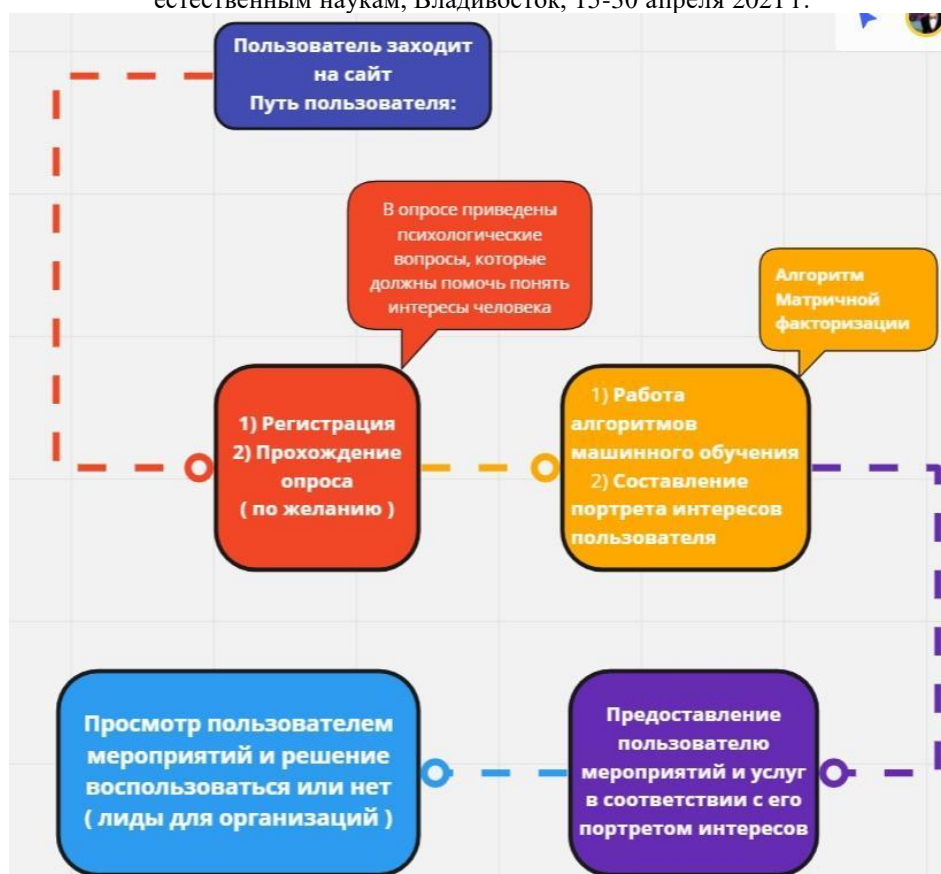 естественным наукам, Владивосток, 15-30 апреля 2021 г.
Пользователь заходит
на сайт
Путь пользователя:
В опросе приведены
психологические
вопросы, которые
должны помочь понять
интересы человека
Алгоритм
Матричной
факторизации
1) Регистрация
2) Прохождение
опроса
( по желанию )
1) Работа
алгоритмов
машинного обучения
2) Составление
портрета интересов
пользователя
Предоставление
пользователю
мероприятий и услуг
в соответствии с его
портретом интересов
Просмотр пользователем
мероприятий и решение
воспользоваться или нет
( лиды для организаций )